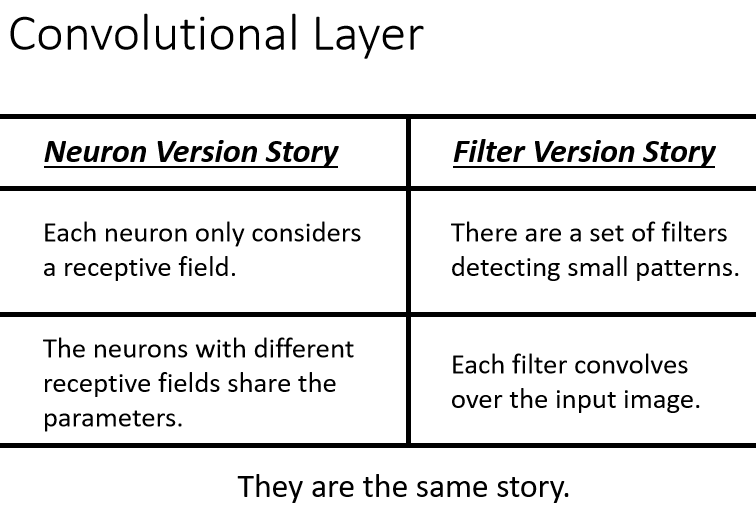 Convolutional Layer
Neuron Version Story
Filter Version Story
Each neuron only considers
a receptive field.
There are a set of filters
detecting small patterns.
The neurons with different
receptive fields share the
parameters.
Each filter convolves
over the input image.
They are the same story.